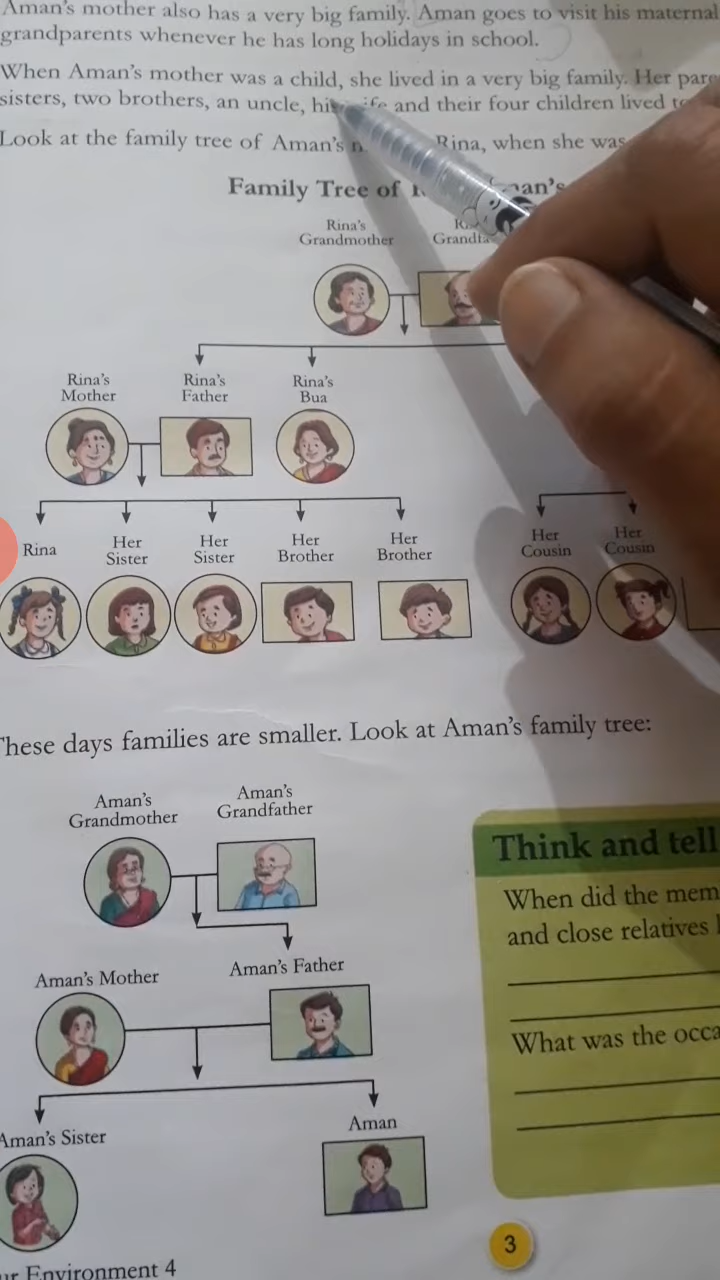 Aman's mother also has a very big family. Aman goes to visit his maternal
grandparents whenever he has long holidays in school.
When Aman's mother was a child, she lived in a very big family. Her
sisters, two brothers, an uncle, his wife and their four children lived
Look at the family tree of Aman's Rina, when she was
Family Tree of
Rina's
Grandmother
Rina's
Mother
Rina's
Father
Rina's
Bua
Rina
Her
Sister
Her
Sister
Her
Brother
Her
Brother
Her
Cousin
Her
Cousin
These days families are smaller. Look at Aman's family tree:
Aman's
Grandmother
Aman's
Grandfather
Aman's Mother
Aman's Father
Aman's Sister
Aman
Think and tell
When did the
and close relatives
What was the
Environment 4
3